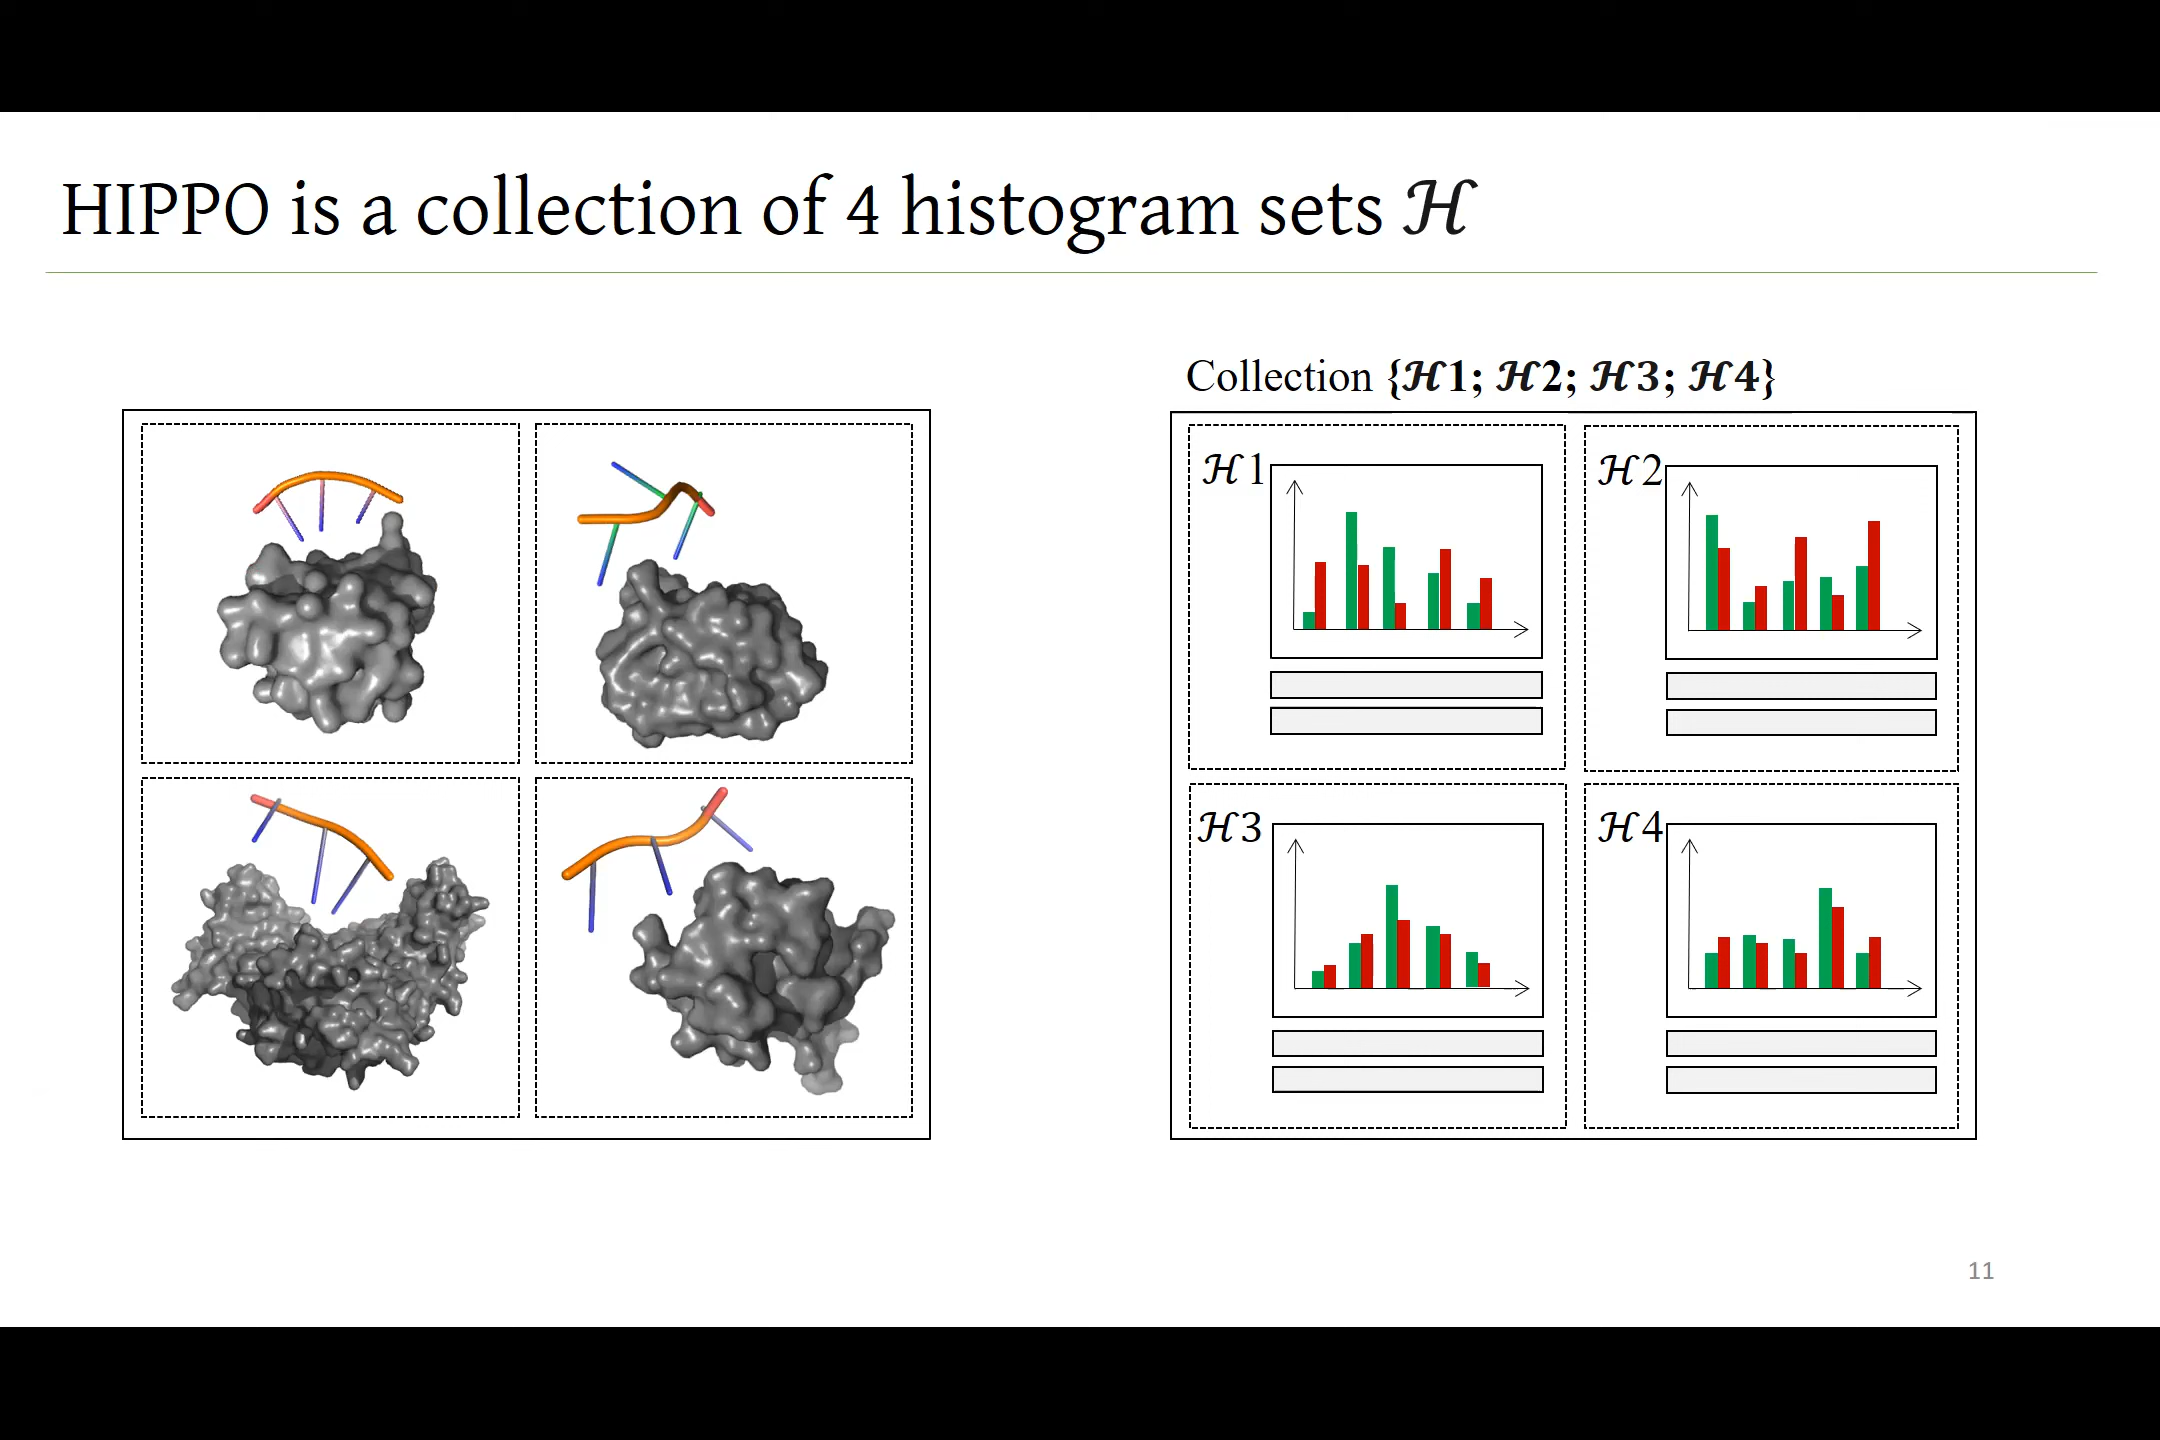 HIPPO is a collection of 4 histogram sets ℋ
Collection {ℋ1; ℋ2; ℋ3; ℋ4}
ℋ1
ℋ2
ℋ3
ℋ4
11